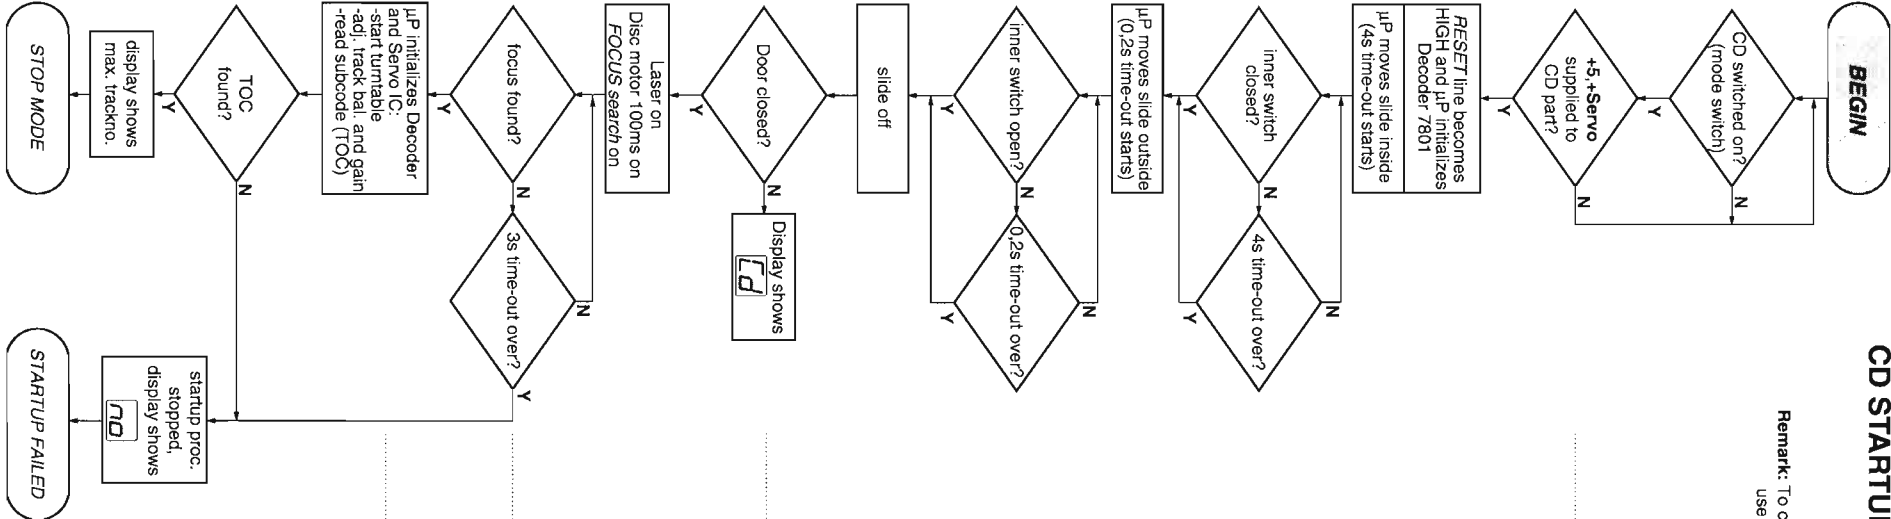 CD STARTU
Remark: To c
use
BEGIN
CD switched on?
(mode switch)
N
Y
+5,+Servo
supplied to
CD part?
N
Y
RESET line becomes
HIGH and µP initializes
Decoder 7801
µP moves slide inside
(4s time-out starts)
inner switch
closed?
N
Y
4s time-out over?
N
Y
µP moves slide outside
(0,2s time-out starts)
inner switch open?
N
Y
0,2s time-out over?
N
Y
slide off
Door closed?
N
Y
Display shows
Cd
Laser on
Disc motor 100ms on
FOCUS search on
focus found?
N
Y
3s time-out over?
N
Y
µP initializes Decoder
and Servo IC:
-start turntable
-adj. track bal. and gain
-read subcode (TOC)
TOC
found?
N
Y
display shows
max. trackno.
STOP MODE
startup proc.
stopped,
display shows
no
STARTUP FAILED